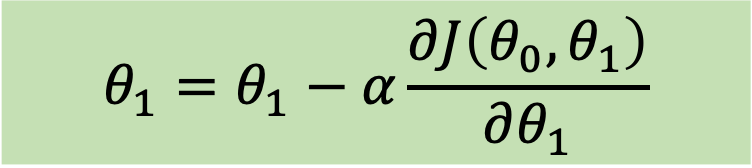 θ₁ = θ₁ − α ∂J(θ₀, θ₁) / ∂θ₁